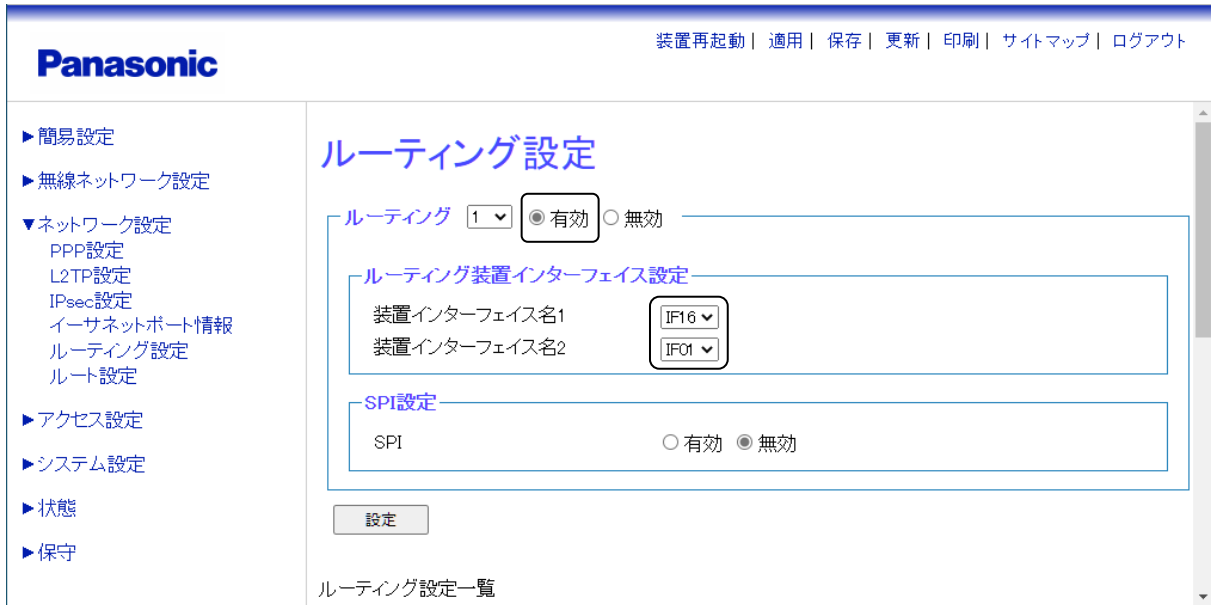 Panasonic
装置再起動| 適用| 保存| 更新| 印刷| サイトマップ| ログアウト
▶簡易設定
▶無線ネットワーク設定
▼ネットワーク設定
PPP設定
L2TP設定
IPsec設定
イーサネットポート情報
ルーティング設定
ルート設定
▶アクセス設定
▶システム設定
▶状態
▶保守
ルーティング設定
ルーティング 1 有効 無効
ルーティング装置インターフェイス設定
装置インターフェイス名1 IF16
装置インターフェイス名2 IF01
SPI設定
SPI 有効 無効
設定
ルーティング設定一覧